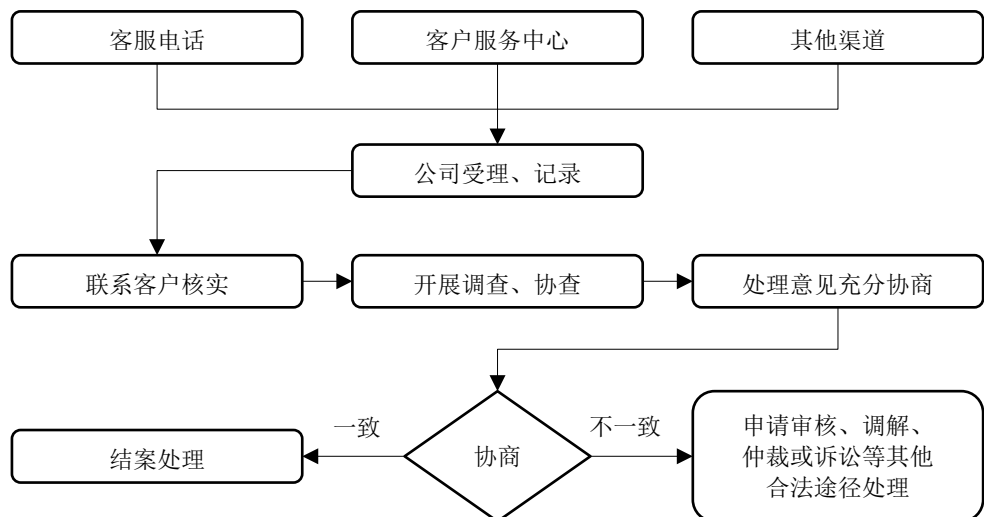 客服电话
客户服务中心
其他渠道
公司受理、记录
联系客户核实
开展调查、协查
处理意见充分协商
一致
不一致
结案处理
协商
申请审核、调解、
仲裁或诉讼等其他
合法途径处理